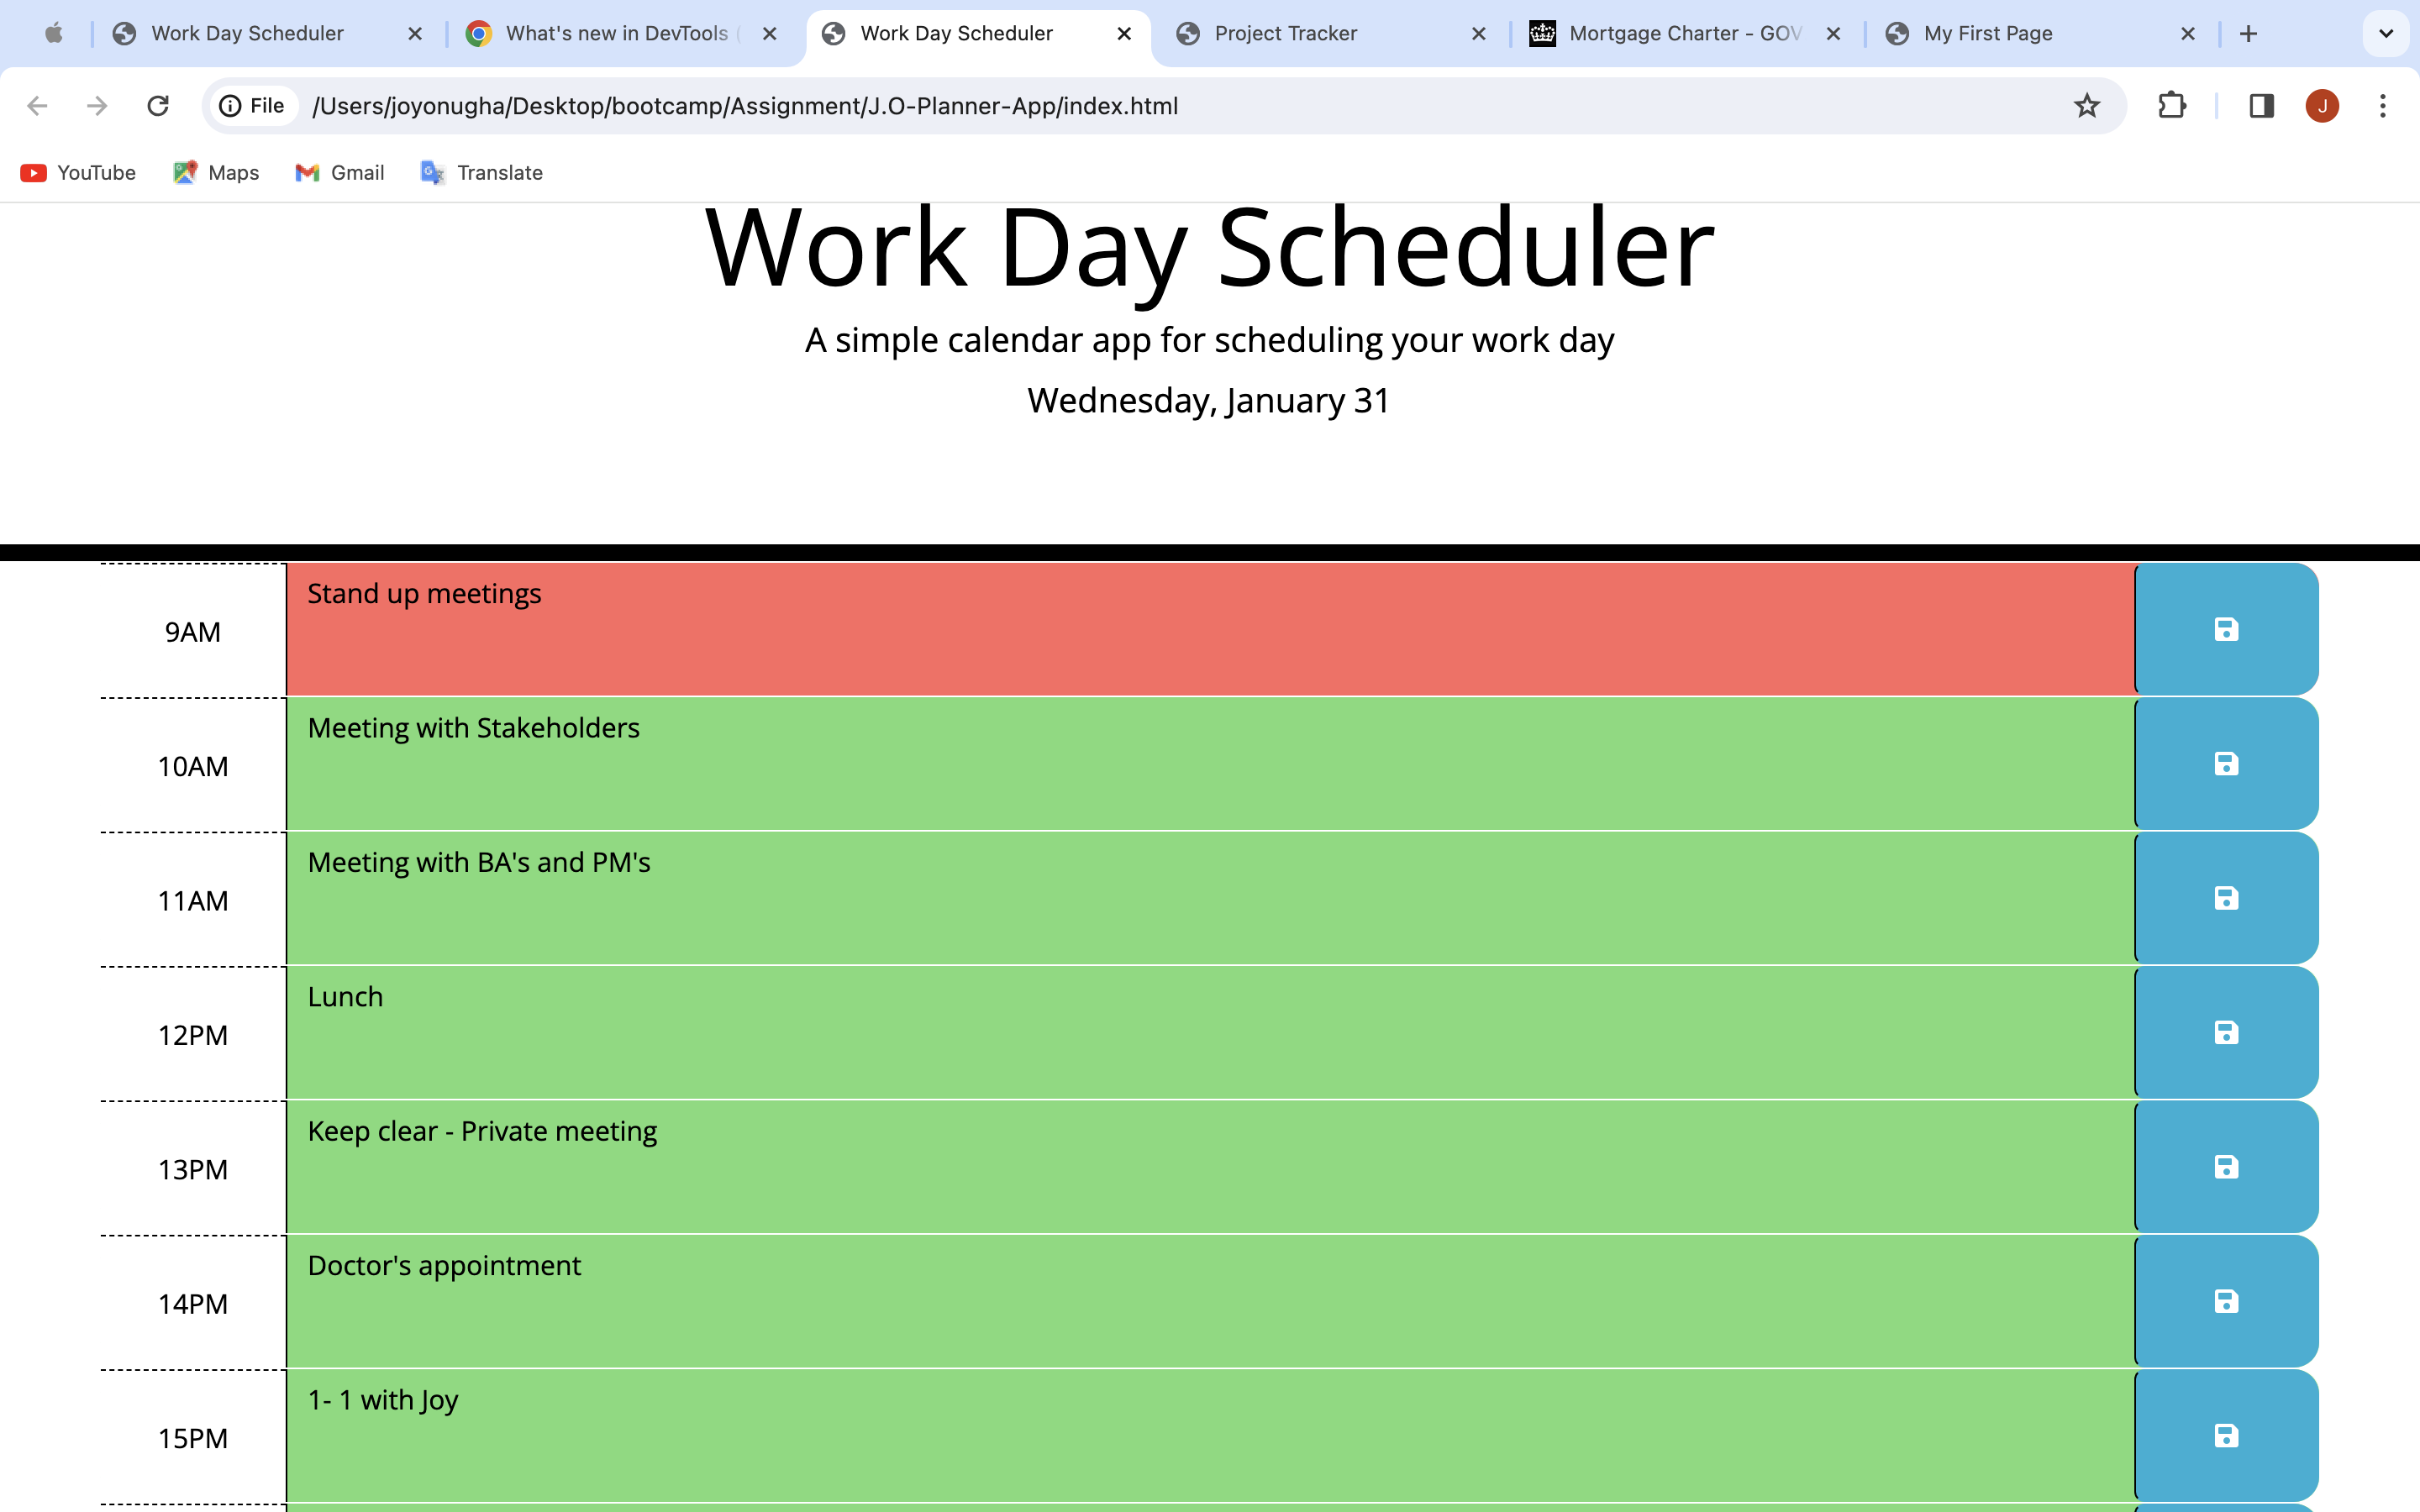 Work Day Scheduler
What's new in DevTools (
Work Day Scheduler
Project Tracker
Mortgage Charter - GOV
My First Page
File
/Users/joyonugha/Desktop/bootcamp/Assignment/J.O-Planner-App/index.html
J
YouTube
Maps
Gmail
Translate
Work Day Scheduler
A simple calendar app for scheduling your work day
Wednesday, January 31
9AM
Stand up meetings
10AM
Meeting with Stakeholders
11AM
Meeting with BA's and PM's
12PM
Lunch
13PM
Keep clear - Private meeting
14PM
Doctor's appointment
15PM
1- 1 with Joy